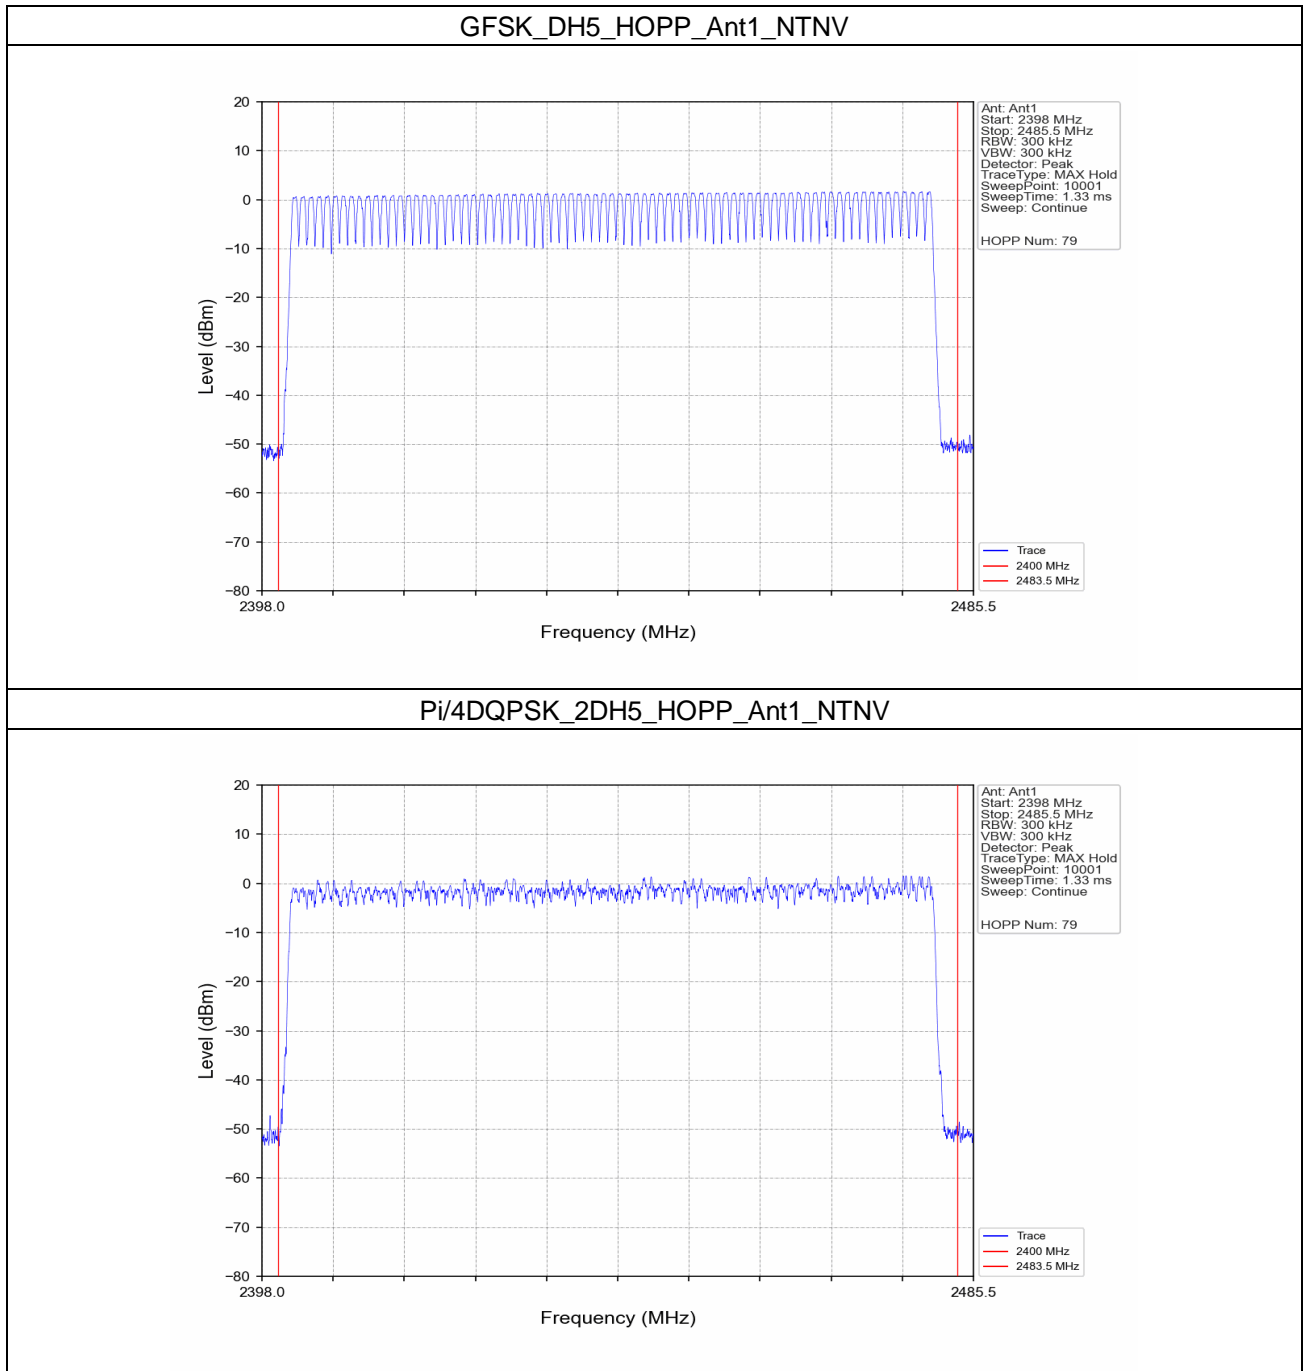 GFSK_DH5_HOPP_Ant1_NTNV
20
10
0
−10
−20
−30
−40
−50
−60
−70
−80
Level (dBm)
2398.0
2485.5
Frequency (MHz)
Ant: Ant1
Start: 2398 MHz
Stop: 2485.5 MHz
RBW: 300 kHz
VBW: 300 kHz
Detector: Peak
TraceType: MAX Hold
SweepPoint: 10001
SweepTime: 1.33 ms
Sweep: Continue
HOPP Num: 79
Trace
2400 MHz
2483.5 MHz
Pi/4DQPSK_2DH5_HOPP_Ant1_NTNV
20
10
0
−10
−20
−30
−40
−50
−60
−70
−80
Level (dBm)
2398.0
2485.5
Frequency (MHz)
Ant: Ant1
Start: 2398 MHz
Stop: 2485.5 MHz
RBW: 300 kHz
VBW: 300 kHz
Detector: Peak
TraceType: MAX Hold
SweepPoint: 10001
SweepTime: 1.33 ms
Sweep: Continue
HOPP Num: 79
Trace
2400 MHz
2483.5 MHz